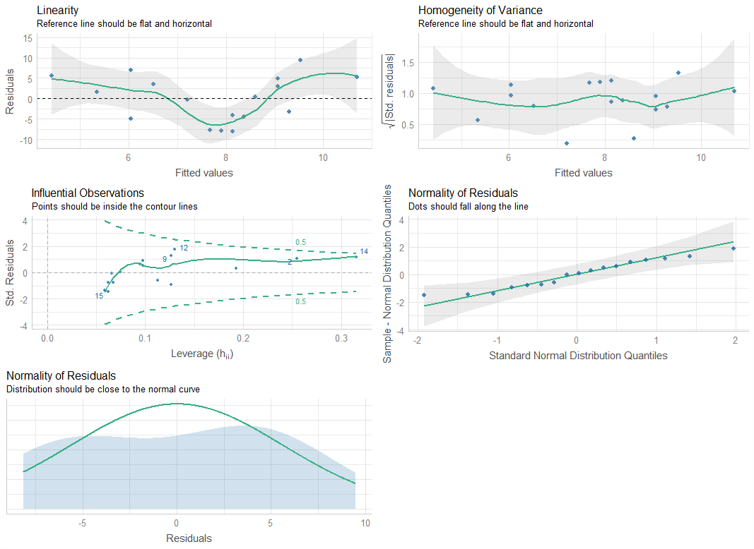 Linearity
Reference line should be flat and horizontal
Residuals
15
10
5
0
-5
-10
6
8
10
Fitted values
Homogeneity of Variance
Reference line should be flat and horizontal
√|Std. residuals|
1.5
1.0
0.5
6
8
10
Fitted values
Influential Observations
Points should be inside the contour lines
Std. Residuals
4
2
0
-2
-4
0.5
12
9
2
14
15
0.5
0.0
0.1
0.2
0.3
Leverage (hii)
Normality of Residuals
Dots should fall along the line
Sample - Normal Distribution Quantiles
4
2
0
-2
-4
-2
-1
0
1
2
Standard Normal Distribution Quantiles
Normality of Residuals
Distribution should be close to the normal curve
-5
0
5
10
Residuals